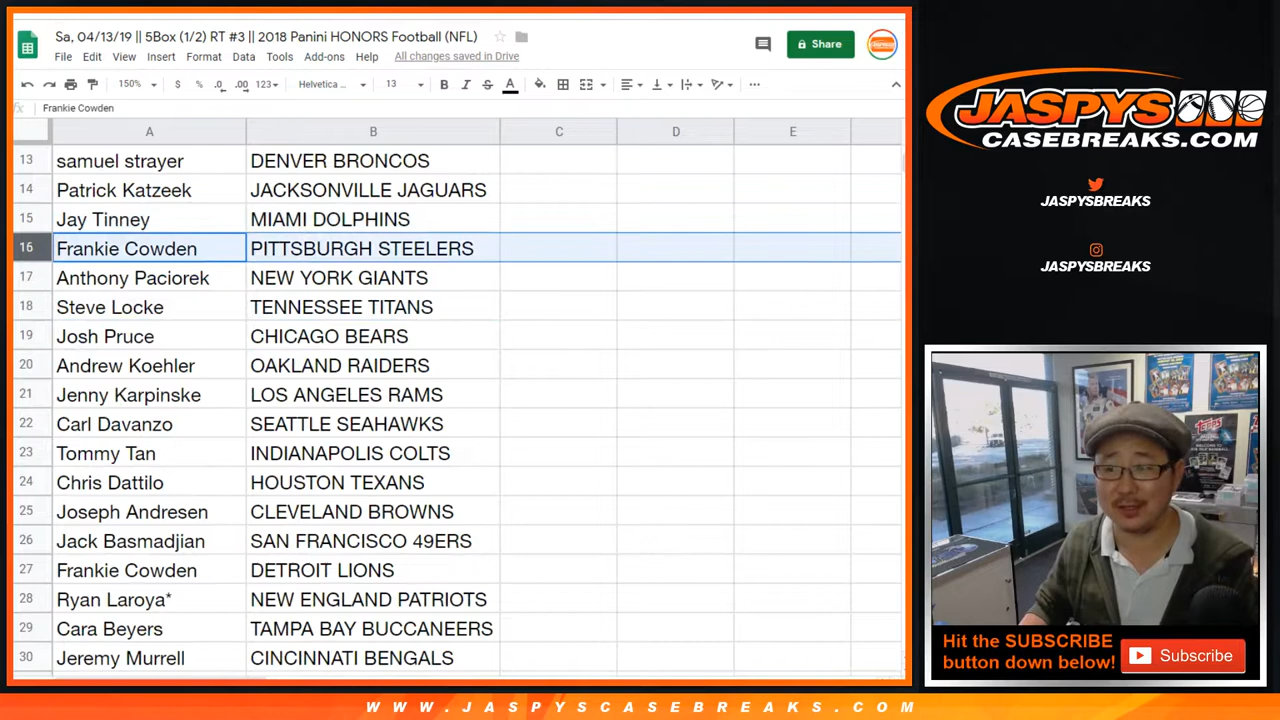 Sa, 04/13/19 || 5Box (1/2) RT #3 || 2018 Panini HONORS Football (NFL)
File Edit View Insert Format Data Tools Add-ons Help All changes saved in Drive
Share
150% $ % .0 .00 123 Helvetica ... 13 B I S A
fx Frankie Cowden
A B C D E
13 samuel strayer DENVER BRONCOS
14 Patrick Katzeek JACKSONVILLE JAGUARS
15 Jay Tinney MIAMI DOLPHINS
16 Frankie Cowden PITTSBURGH STEELERS
17 Anthony Paciorek NEW YORK GIANTS
18 Steve Locke TENNESSEE TITANS
19 Josh Pruce CHICAGO BEARS
20 Andrew Koehler OAKLAND RAIDERS
21 Jenny Karpinske LOS ANGELES RAMS
22 Carl Davanzo SEATTLE SEAHAWKS
23 Tommy Tan INDIANAPOLIS COLTS
24 Chris Dattilo HOUSTON TEXANS
25 Joseph Andresen CLEVELAND BROWNS
26 Jack Basmadjian SAN FRANCISCO 49ERS
27 Frankie Cowden DETROIT LIONS
28 Ryan Laroya* NEW ENGLAND PATRIOTS
29 Cara Beyers TAMPA BAY BUCCANEERS
30 Jeremy Murrell CINCINNATI BENGALS
JASPYS
CASEBREAKS.COM
JASPYSBREAKS
JASPYSBREAKS
Topps
Hit the SUBSCRIBE
button down below!
Subscribe
WWW.JASPYSCASEBREAKS.COM